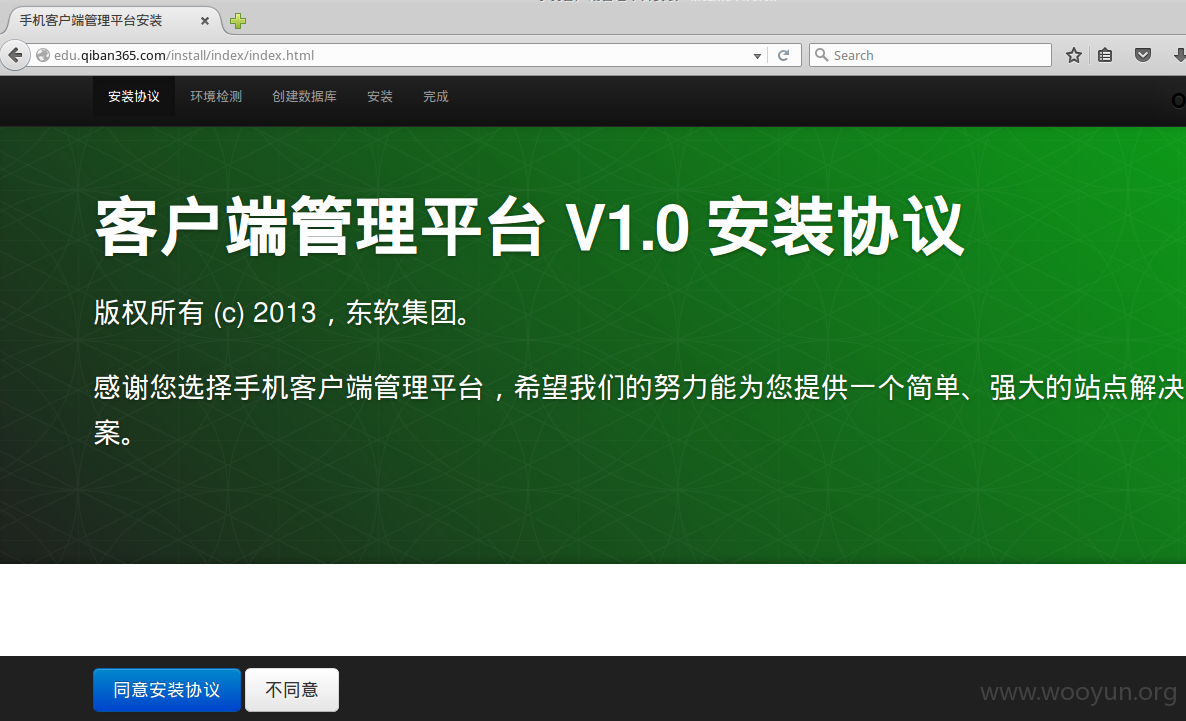 手机客户端管理平台安装
edu.qiban365.com/install/index/index.html
Search
安装协议 环境检测 创建数据库 安装 完成
客户端管理平台 V1.0 安装协议
版权所有 (c) 2013，东软集团。
感谢您选择手机客户端管理平台，希望我们的努力能为您提供一个简单、强大的站点解决
案。
同意安装协议 不同意
www.wooyun.org